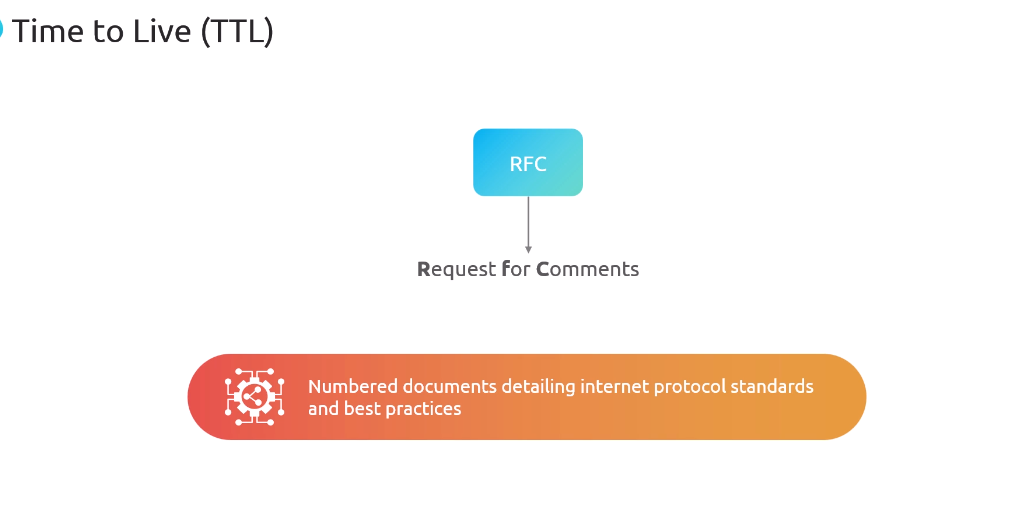 Time to Live (TTL)
RFC
Request for Comments
Numbered documents detailing internet protocol standards
and best practices